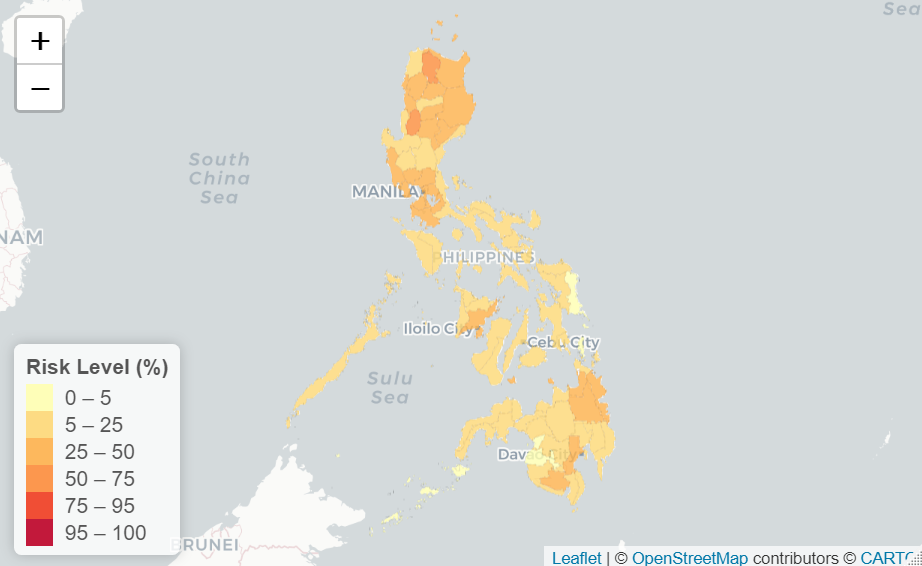 +
Sea
−
South
China
Sea
MANILA
NAM
PHILIPPINES
Iloilo City
Cebu City
Sulu
Sea
Risk Level (%)
0 – 5
5 – 25
25 – 50
50 – 75
75 – 95
95 – 100
Davao City
BRUNEI
Leaflet | © OpenStreetMap contributors © CARTO